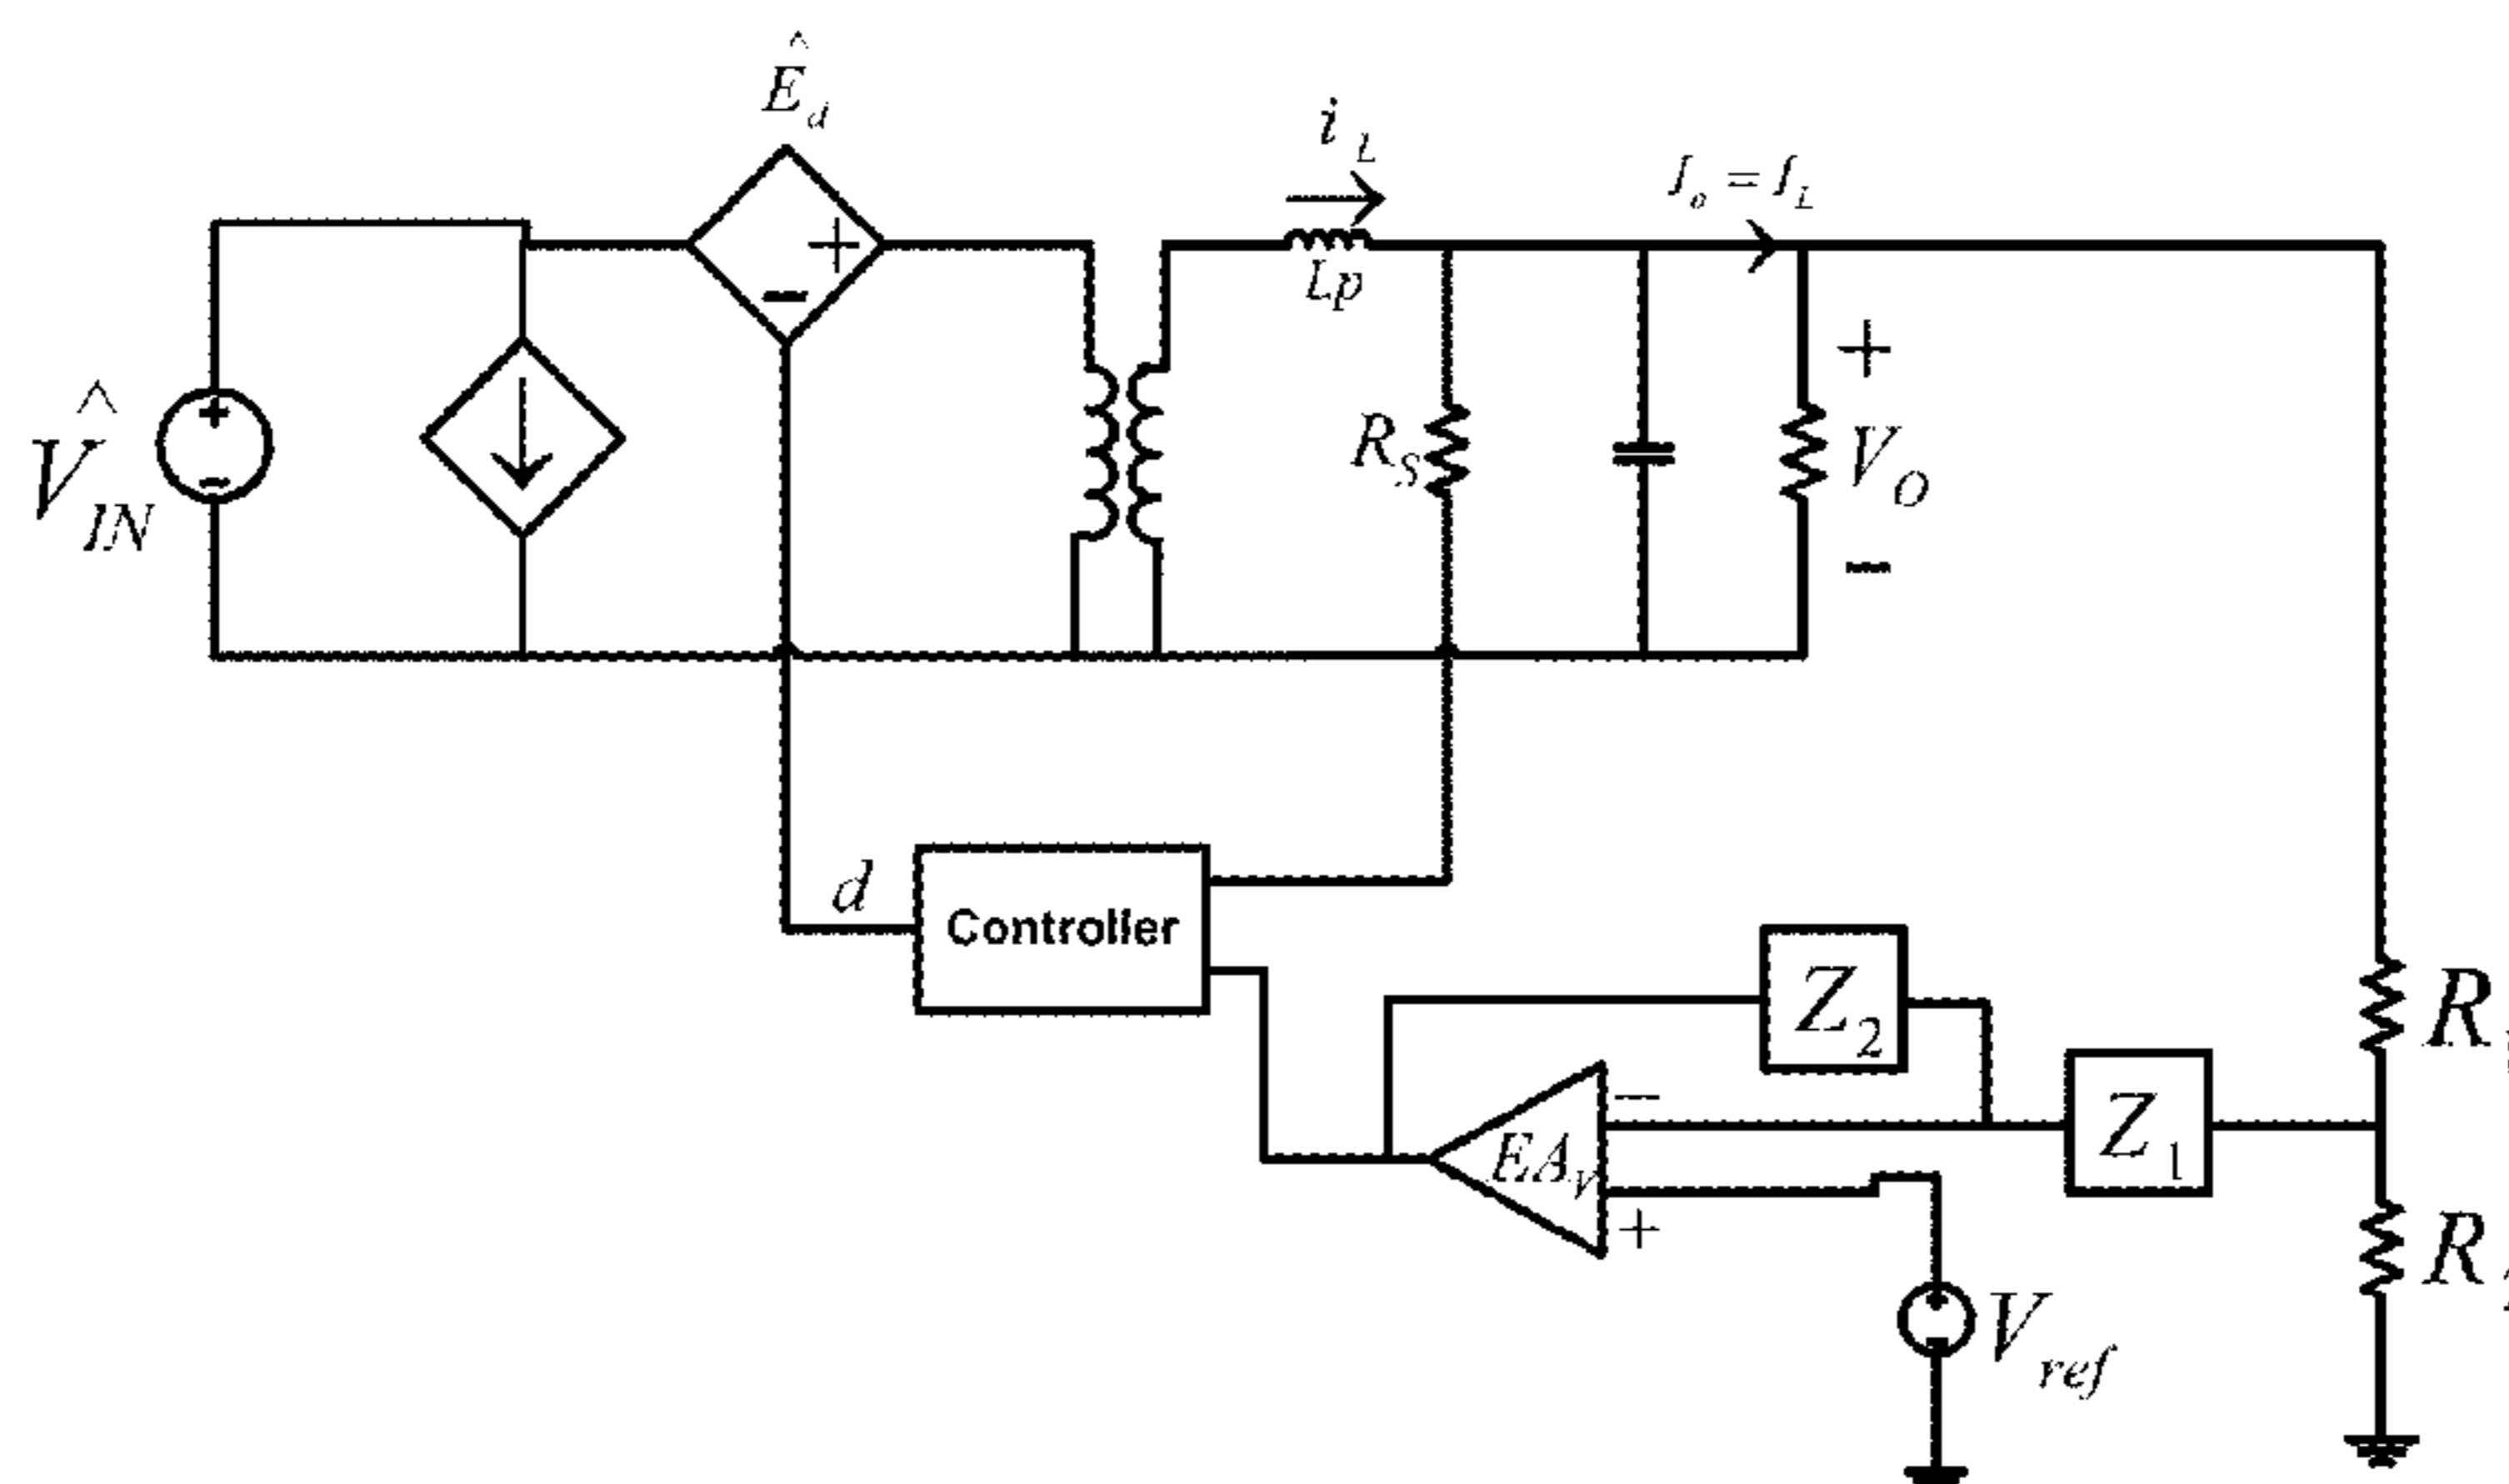 Ê_d
i_L
I_o = I_L
Lp
+
−
V̂_IN
+
−
R_S
+
V_O
−
d
Controller
Z_2
R
−
Z_1
EA_V
+
R
V_ref